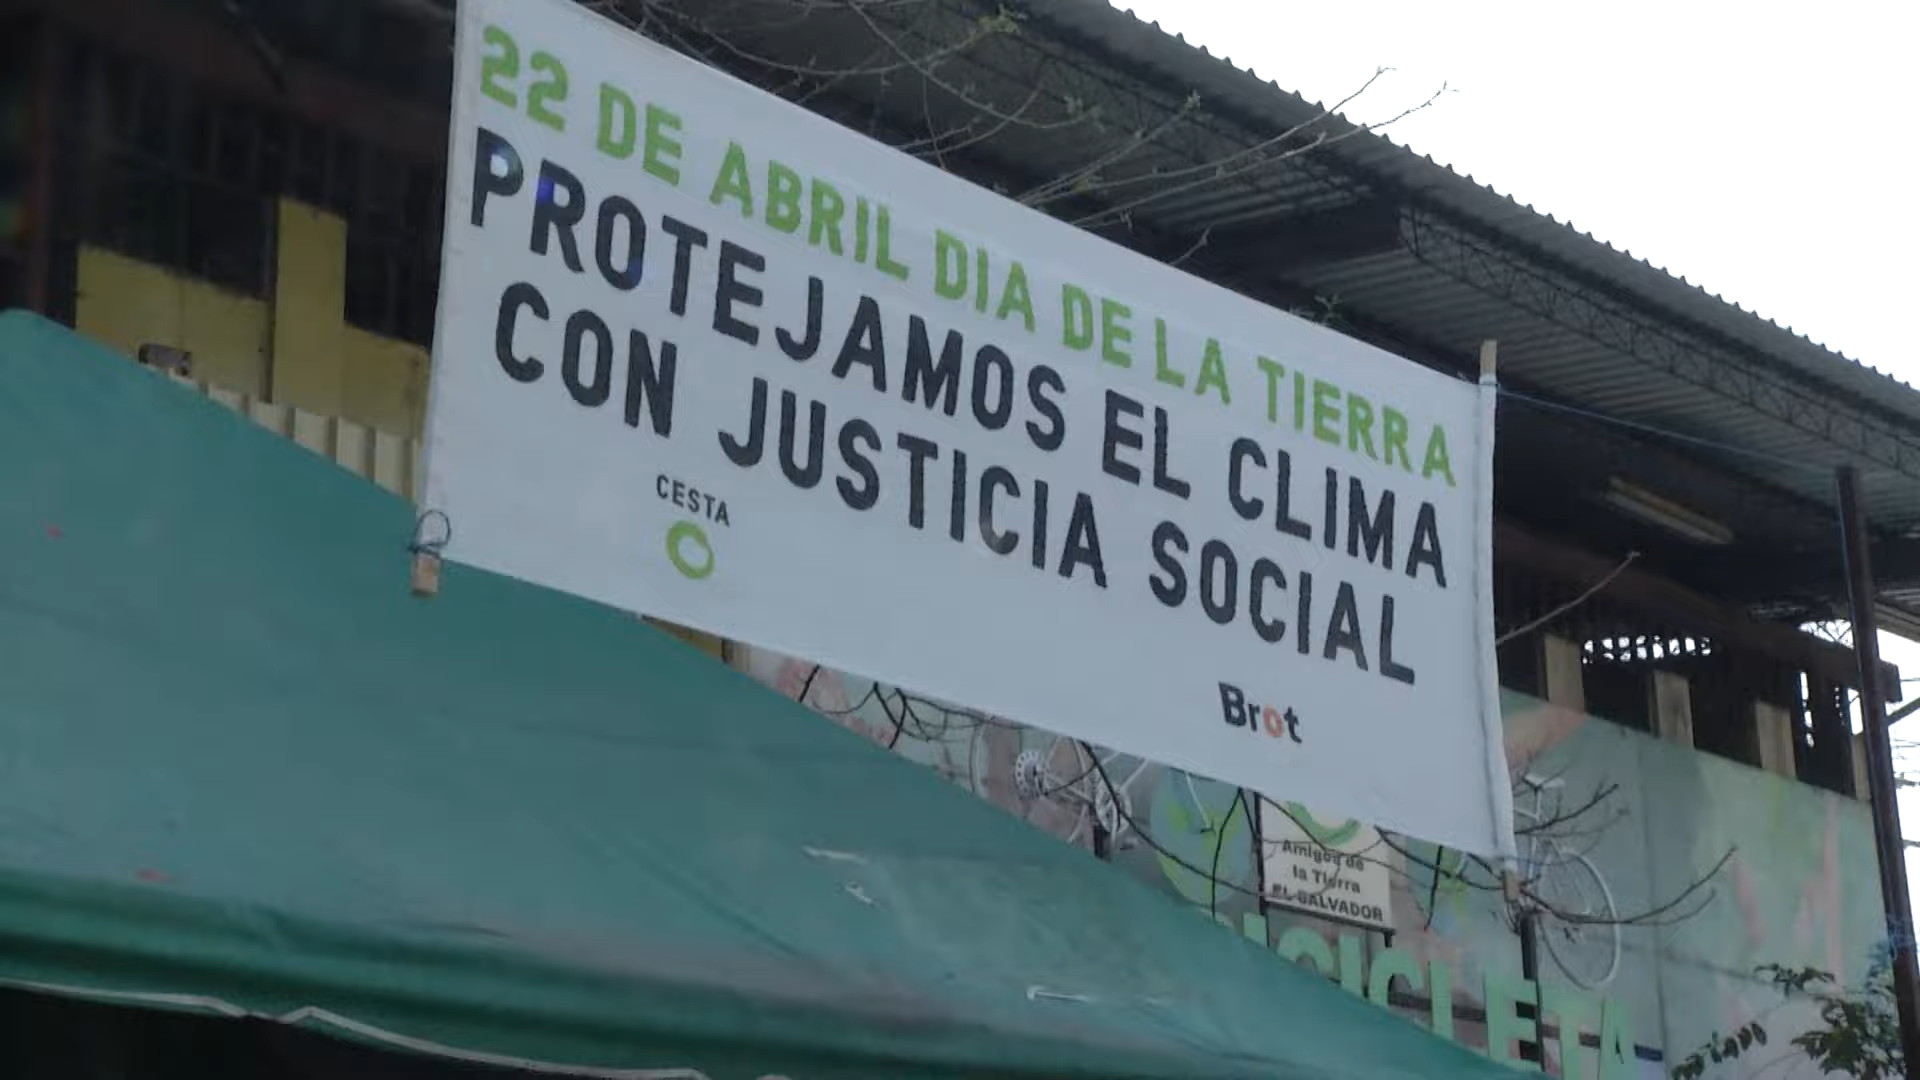 22 DE ABRIL DIA DE LA TIERRA
PROTEJAMOS EL CLIMA
CON JUSTICIA SOCIAL
CESTA
Brot
Amigos de
la Tierra
EL SALVADOR